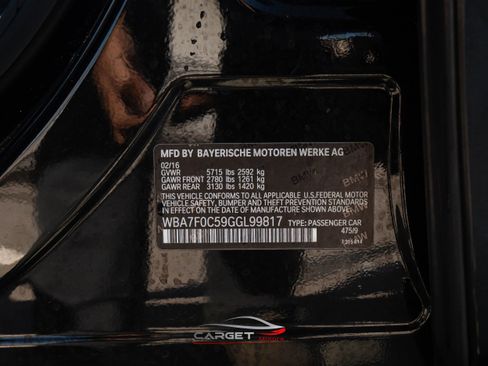 MFD BY BAYERISCHE MOTOREN WERKE AG
02/16
GVWR 5715 lbs 2592 kg
GAWR FRONT 2780 lbs 1261 kg
GAWR REAR 3130 lbs 1420 kg
THIS VEHICLE CONFORMS TO ALL APPLICABLE U.S.FEDERAL MOTOR
VEHICLE SAFETY, BUMPER AND THEFT PREVENTION STANDARDS
IN EFFECT ON THE DATE OF MANUFACTURE SHOWN ABOVE.
WBA7F0C59GGL99817 TYPE: PASSENGER CAR
475/9
CARGET